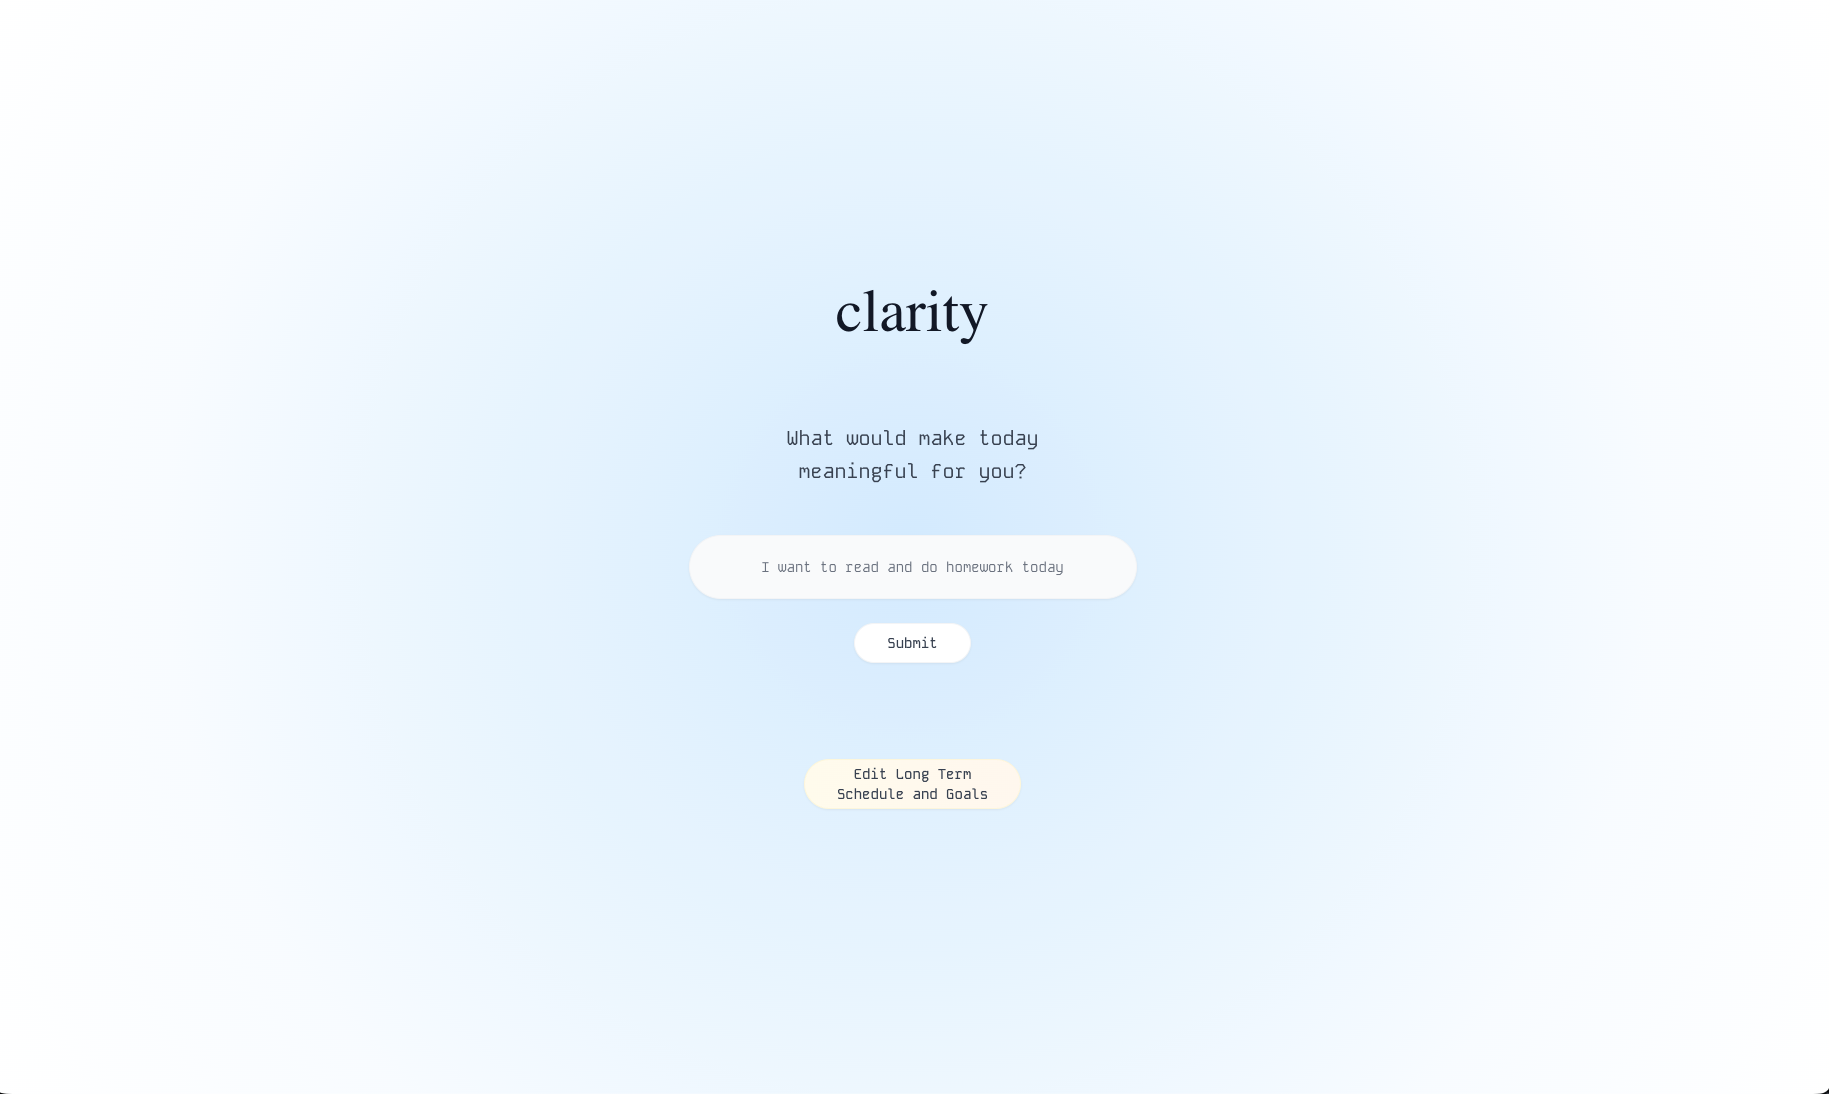 clarity
What would make today
meaningful for you?
I want to read and do homework today
Submit
Edit Long Term
Schedule and Goals